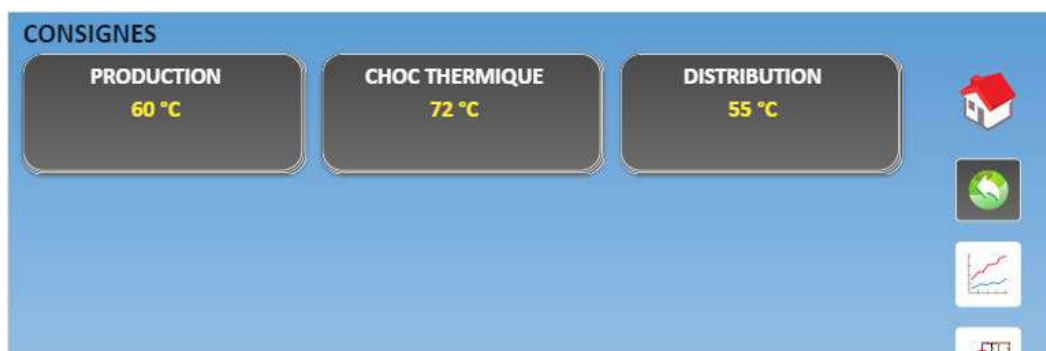 CONSIGNES
PRODUCTION
60 °C
CHOC THERMIQUE
72 °C
DISTRIBUTION
55 °C